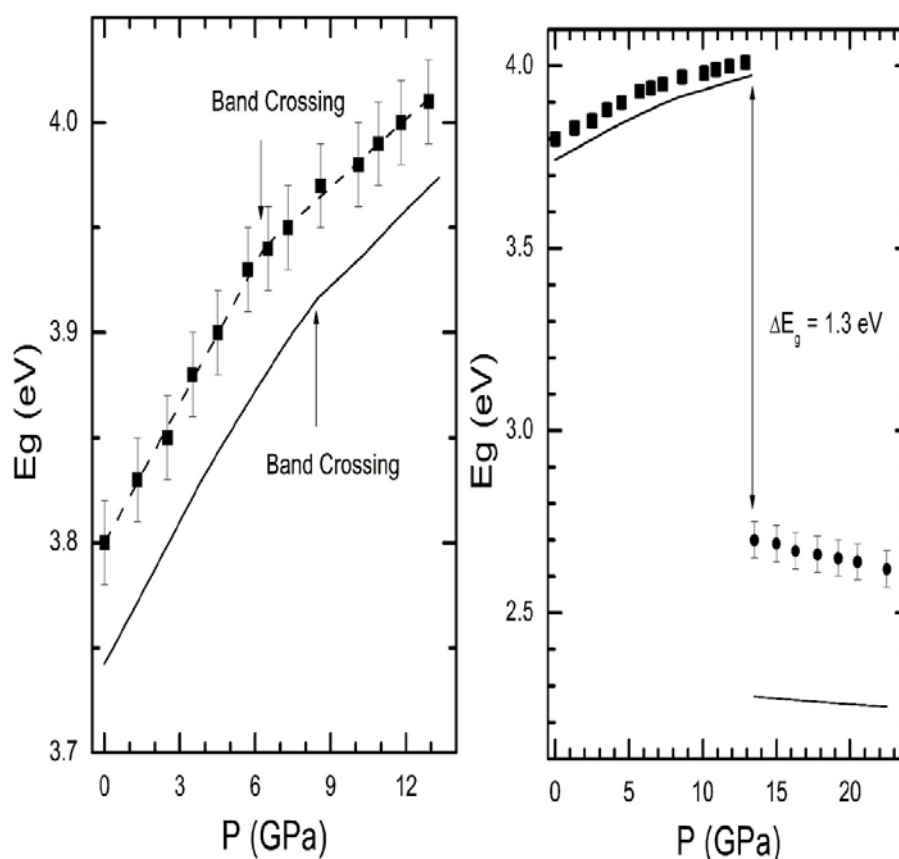 Band Crossing
Band Crossing
4.0
3.9
3.8
3.7
Eg (eV)
0
3
6
9
12
P (GPa)
4.0
3.5
3.0
2.5
Eg (eV)
ΔE_g = 1.3 eV
0
5
10
15
20
P (GPa)